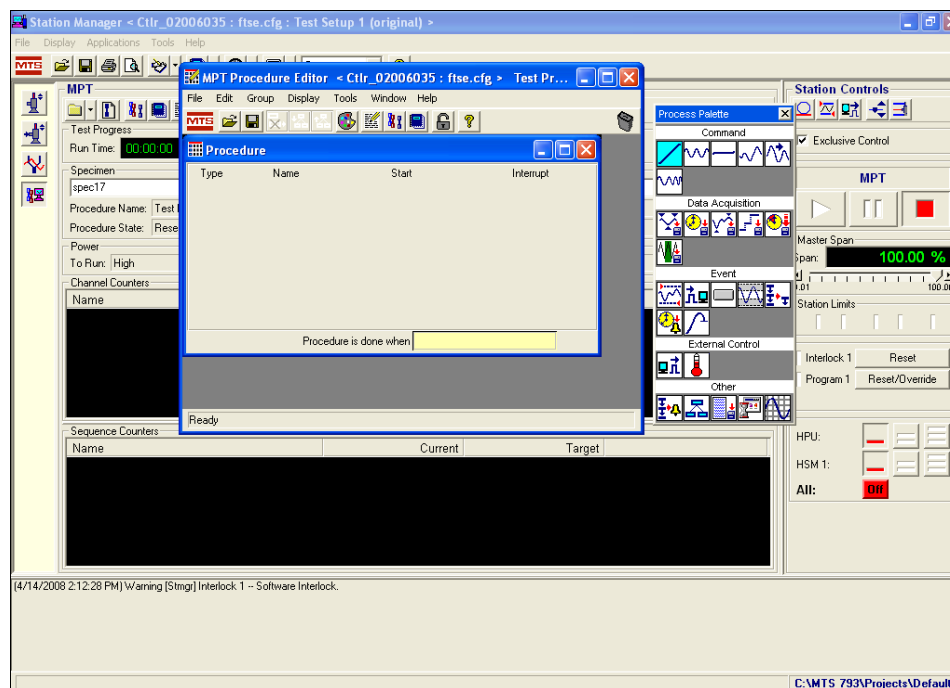 Station Manager < Ctlr_02006035 : ftse.cfg : Test Setup 1 (original) >
File Display Applications Tools Help
MTS
MPT
Test Progress
Run Time: 00:00:00
Specimen
spec17
Procedure Name: Test
Procedure State: Rese
Power
To Run: High
Channel Counters
Name
MPT Procedure Editor < Ctlr_02006035 : ftse.cfg > Test Pr...
File Edit Group Display Tools Window Help
MTS
Procedure
Type Name Start Interrupt
Procedure is done when
Ready
Process Palette
Command
Data Acquisition
Event
External Control
Other
Station Controls
Exclusive Control
MPT
Master Span
Span: 100.00 %
0.01 100.00
Station Limits
Interlock 1 Reset
Program 1 Reset/Override
HPU:
HSM 1:
All: Off
Sequence Counters
Name Current Target
(4/14/2008 2:12:28 PM) Warning [Stmgr] Interlock 1 -- Software Interlock.
C:\MTS 793\Projects\Default